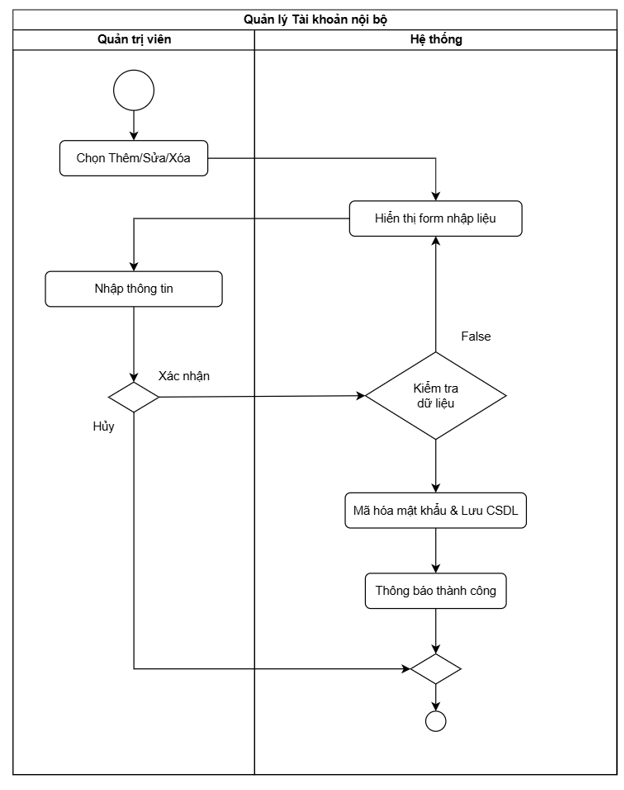 Quản lý Tài khoản nội bộ
Quản trị viên
Hệ thống
Chọn Thêm/Sửa/Xóa
Hiển thị form nhập liệu
Nhập thông tin
False
Xác nhận
Kiểm tra
dữ liệu
Hủy
Mã hóa mật khẩu & Lưu CSDL
Thông báo thành công